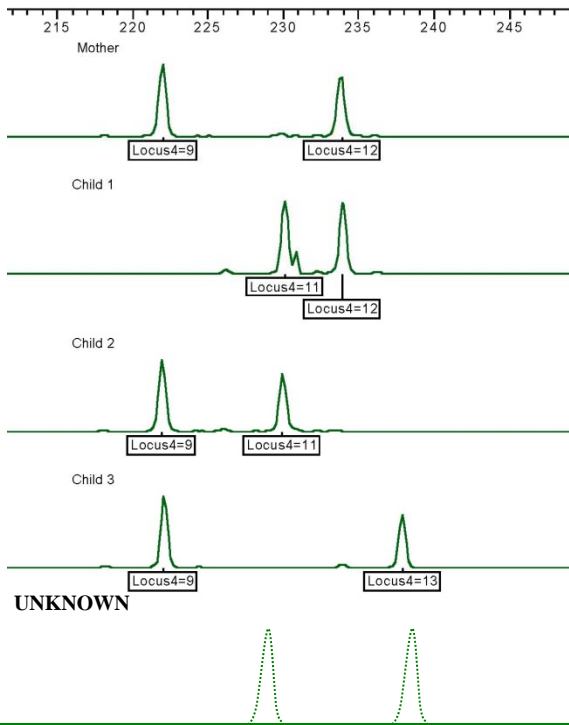 215 220 225 230 235 240 245
Mother
Locus4=9 Locus4=12
Child 1
Locus4=11
Locus4=12
Child 2
Locus4=9 Locus4=11
Child 3
Locus4=9 Locus4=13
UNKNOWN